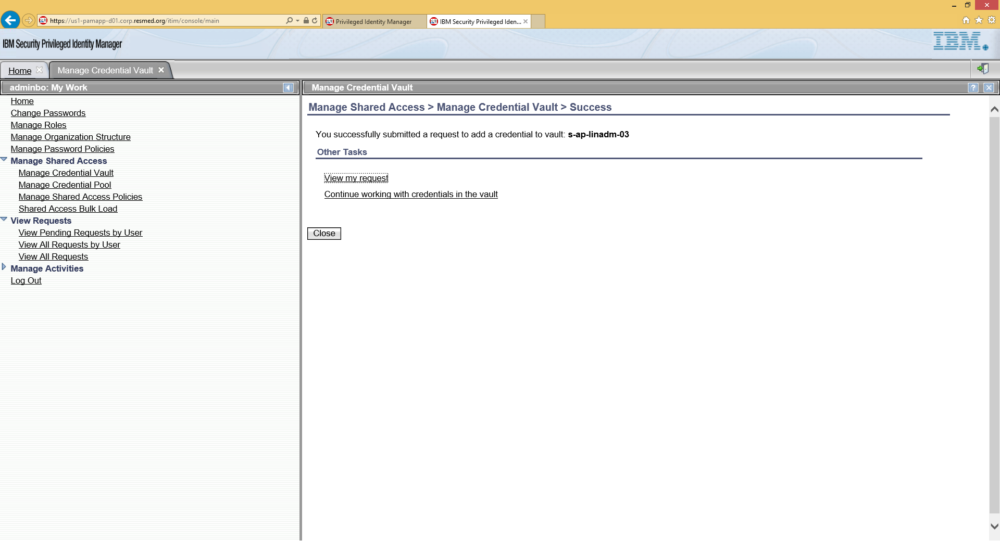 https://us1-pamapp-d01.corp.resmed.org/itim/console/main
Privileged Identity Manager
IBM Security Privileged Iden...
IBM Security Privileged Identity Manager
IBM
Home
Manage Credential Vault
adminbo: My Work
Manage Credential Vault
Home
Change Passwords
Manage Roles
Manage Organization Structure
Manage Password Policies
Manage Shared Access
Manage Credential Vault
Manage Credential Pool
Manage Shared Access Policies
Shared Access Bulk Load
View Requests
View Pending Requests by User
View All Requests by User
View All Requests
Manage Activities
Log Out
Manage Shared Access > Manage Credential Vault > Success
You successfully submitted a request to add a credential to vault: s-ap-linadm-03
Other Tasks
View my request
Continue working with credentials in the vault
Close